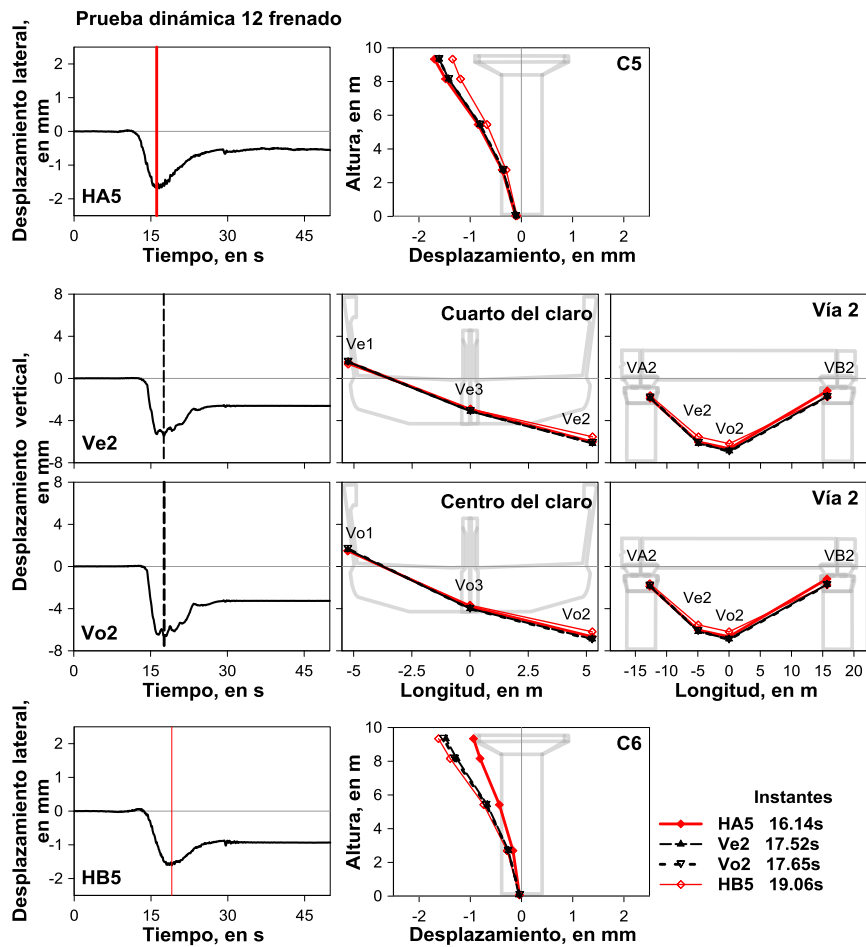 Prueba dinámica 12 frenado
Desplazamiento lateral,
en mm
2
1
0
-1
-2
HA5
0 15 30 45
Tiempo, en s
Altura, en m
10
8
6
4
2
0
C5
-2 -1 0 1 2
Desplazamiento, en mm
Desplazamiento vertical,
en mm
8
4
0
-4
-8
Ve2
Cuarto del claro
Ve1
Ve3
Ve2
Vía 2
VA2 VB2
Ve2
Vo2
8
4
0
-4
-8
Vo2
0 15 30 45
Tiempo, en s
Centro del claro
Vo1
Vo3
Vo2
-5 0 5
Longitud, en m
Vía 2
VA2 VB2
Ve2
Vo2
-15 -10 -5 0 5 10 15 20
Longitud, en m
Desplazamiento lateral,
en mm
2
1
0
-1
-2
HB5
0 15 30 45
Tiempo, en s
Altura, en m
10
8
6
4
2
0
C6
-2 -1 0 1 2
Desplazamiento, en mm
Instantes
HA5 16.14s
Ve2 17.52s
Vo2 17.65s
HB5 19.06s